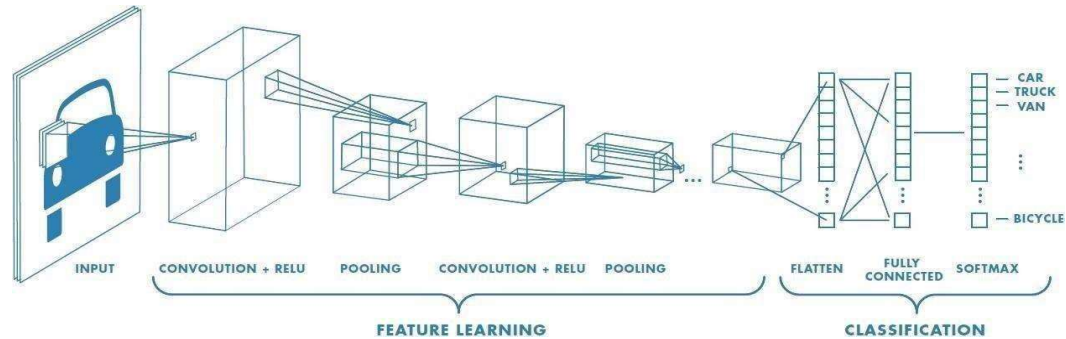 CAR
TRUCK
VAN
BICYCLE
INPUT
CONVOLUTION + RELU
POOLING
CONVOLUTION + RELU
POOLING
FLATTEN
FULLY
CONNECTED
SOFTMAX
FEATURE LEARNING
CLASSIFICATION